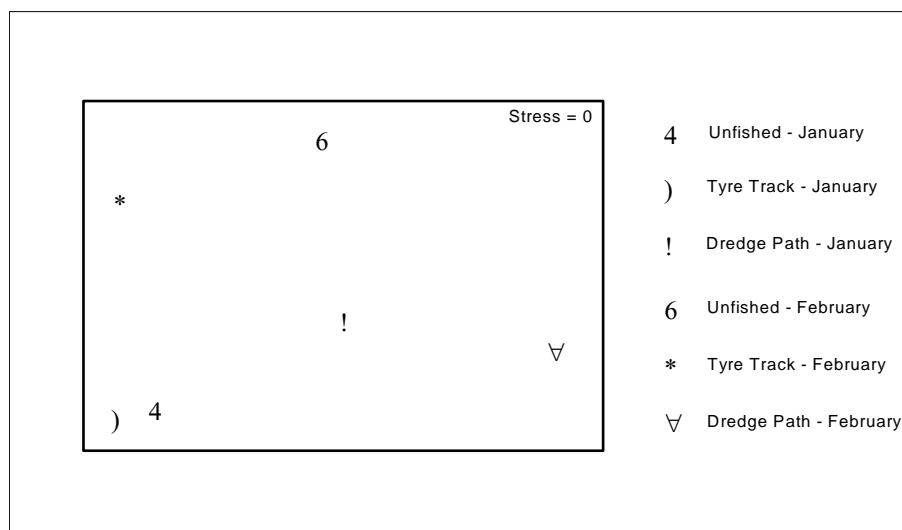 Stress = 0
6
*
!
∀
) 4
4 Unfished - January
) Tyre Track - January
! Dredge Path - January
6 Unfished - February
* Tyre Track - February
∀ Dredge Path - February